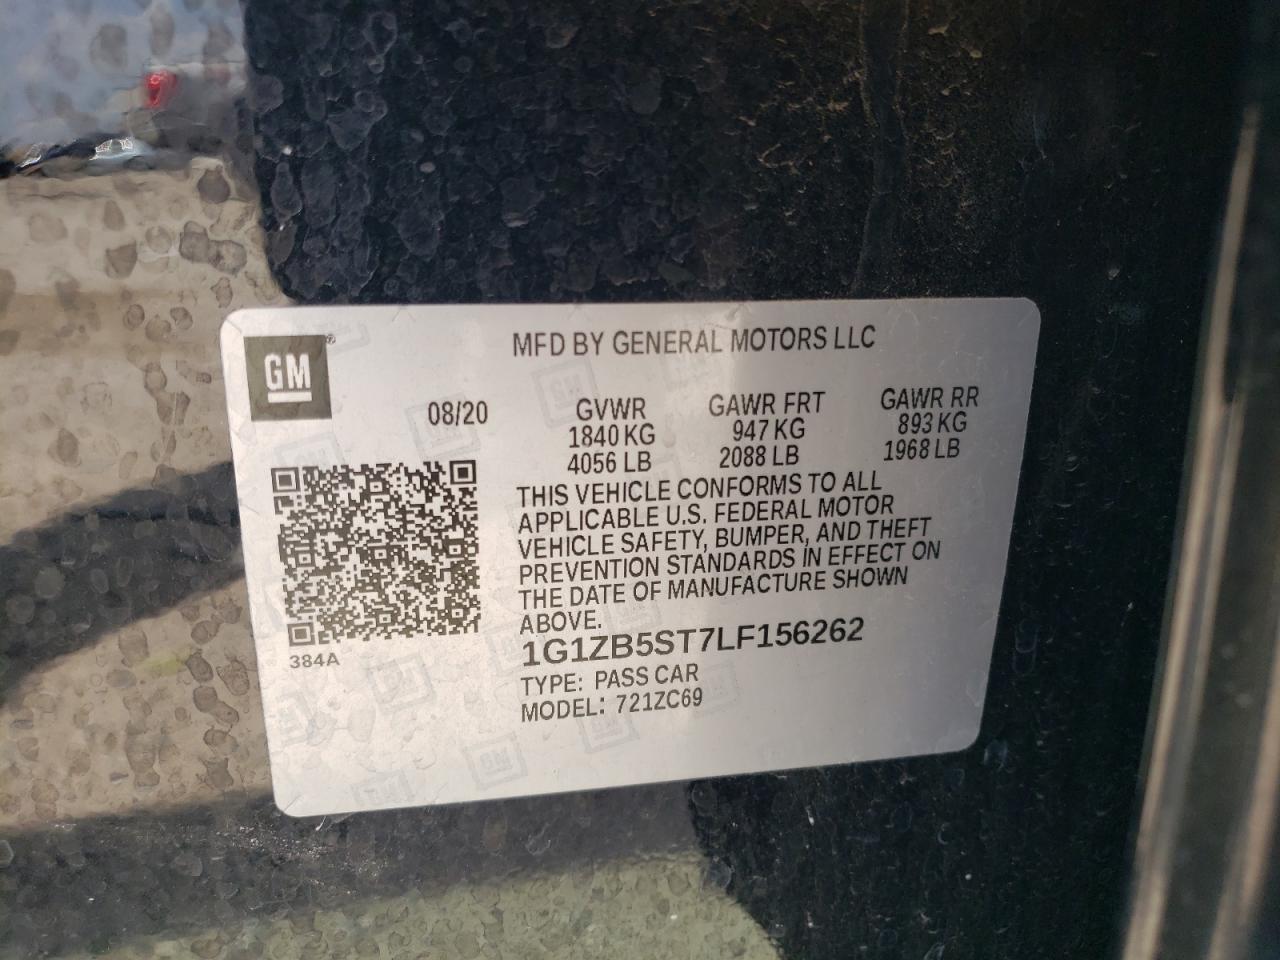 MFD BY GENERAL MOTORS LLC
GM
08/20 GVWR GAWR FRT GAWR RR
1840 KG 947 KG 893 KG
4056 LB 2088 LB 1968 LB
THIS VEHICLE CONFORMS TO ALL
APPLICABLE U.S. FEDERAL MOTOR
VEHICLE SAFETY, BUMPER, AND THEFT
PREVENTION STANDARDS IN EFFECT ON
THE DATE OF MANUFACTURE SHOWN
ABOVE.
1G1ZB5ST7LF156262
384A
TYPE: PASS CAR
MODEL: 721ZC69